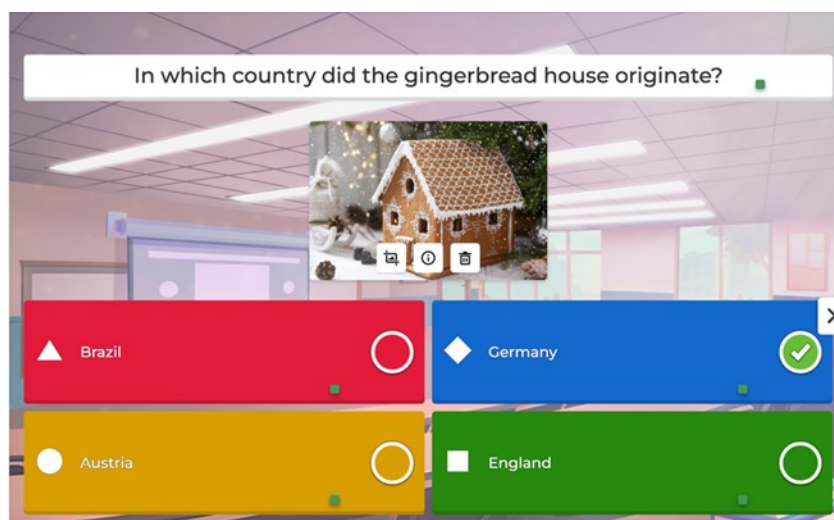 In which country did the gingerbread house originate?
Brazil
Germany
Austria
England